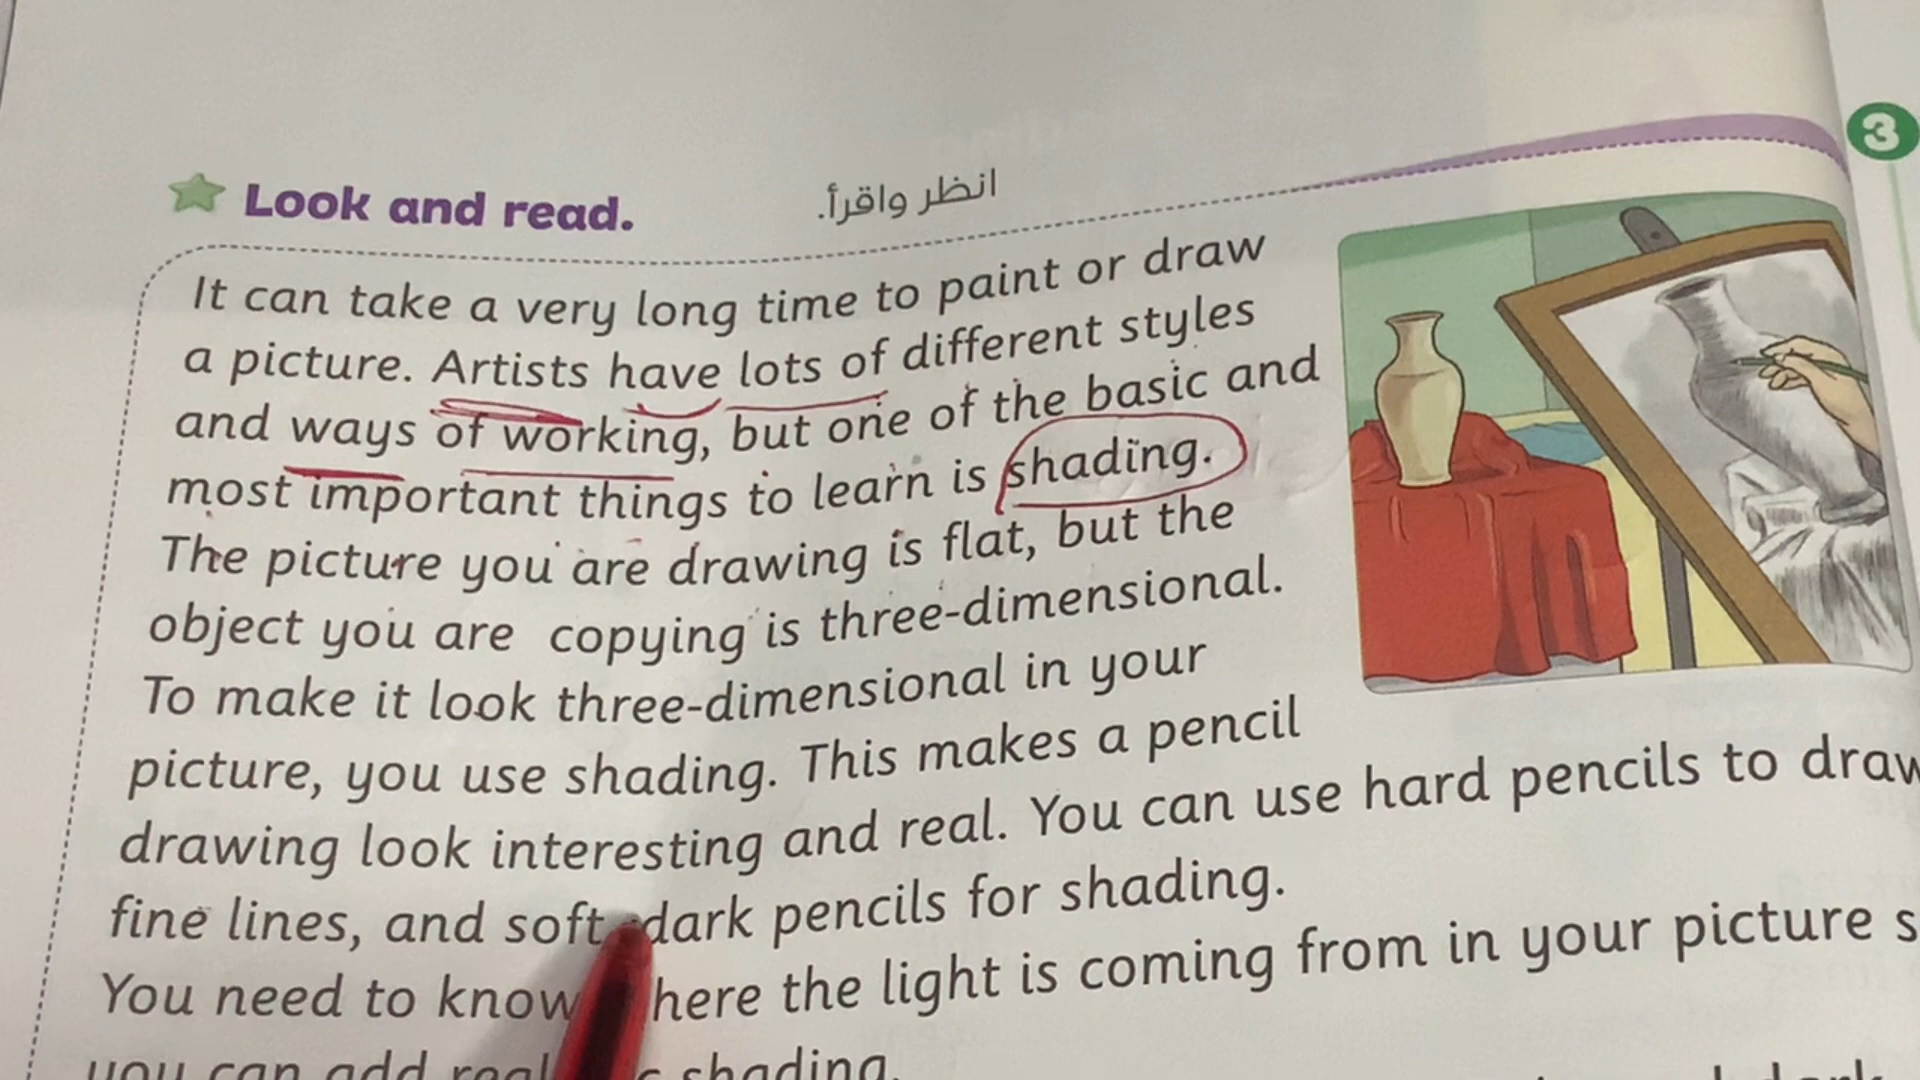 3
Look and read.
انظر واقرأ.
It can take a very long time to paint or draw
a picture. Artists have lots of different styles
and ways of working, but one of the basic and
most important things to learn is shading.
The picture you are drawing is flat, but the
object you are copying is three-dimensional.
To make it look three-dimensional in your
picture, you use shading. This makes a pencil
drawing look interesting and real. You can use hard pencils to draw
fine lines, and soft dark pencils for shading.
You need to know here the light is coming from in your picture s
you can add real c shading.
dark